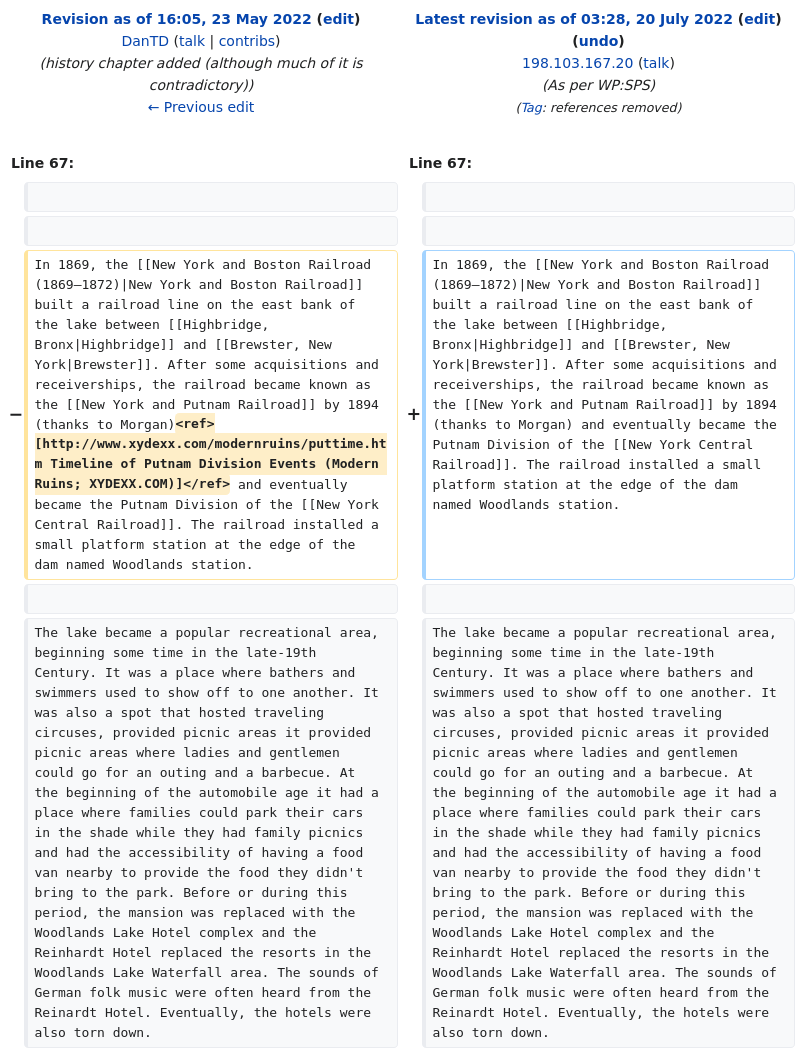 Revision as of 16:05, 23 May 2022 (edit)
DanTD (talk | contribs)
(history chapter added (although much of it is
contradictory))
← Previous edit
Latest revision as of 03:28, 20 July 2022 (edit)
(undo)
198.103.167.20 (talk)
(As per WP:SPS)
(Tag: references removed)
Line 67:
Line 67:
−
In 1869, the [[New York and Boston Railroad
(1869–1872)|New York and Boston Railroad]]
built a railroad line on the east bank of
the lake between [[Highbridge,
Bronx|Highbridge]] and [[Brewster, New
York|Brewster]]. After some acquisitions and
receiverships, the railroad became known as
the [[New York and Putnam Railroad]] by 1894
(thanks to Morgan)<ref>
[http://www.xydexx.com/modernruins/puttime.ht
m Timeline of Putnam Division Events (Modern
Ruins; XYDEXX.COM)]</ref> and eventually
became the Putnam Division of the [[New York
Central Railroad]]. The railroad installed a
small platform station at the edge of the
dam named Woodlands station.
+
In 1869, the [[New York and Boston Railroad
(1869–1872)|New York and Boston Railroad]]
built a railroad line on the east bank of
the lake between [[Highbridge,
Bronx|Highbridge]] and [[Brewster, New
York|Brewster]]. After some acquisitions and
receiverships, the railroad became known as
the [[New York and Putnam Railroad]] by 1894
(thanks to Morgan) and eventually became the
Putnam Division of the [[New York Central
Railroad]]. The railroad installed a small
platform station at the edge of the dam
named Woodlands station.
The lake became a popular recreational area,
beginning some time in the late-19th
Century. It was a place where bathers and
swimmers used to show off to one another. It
was also a spot that hosted traveling
circuses, provided picnic areas it provided
picnic areas where ladies and gentlemen
could go for an outing and a barbecue. At
the beginning of the automobile age it had a
place where families could park their cars
in the shade while they had family picnics
and had the accessibility of having a food
van nearby to provide the food they didn't
bring to the park. Before or during this
period, the mansion was replaced with the
Woodlands Lake Hotel complex and the
Reinhardt Hotel replaced the resorts in the
Woodlands Lake Waterfall area. The sounds of
German folk music were often heard from the
Reinardt Hotel. Eventually, the hotels were
also torn down.
The lake became a popular recreational area,
beginning some time in the late-19th
Century. It was a place where bathers and
swimmers used to show off to one another. It
was also a spot that hosted traveling
circuses, provided picnic areas it provided
picnic areas where ladies and gentlemen
could go for an outing and a barbecue. At
the beginning of the automobile age it had a
place where families could park their cars
in the shade while they had family picnics
and had the accessibility of having a food
van nearby to provide the food they didn't
bring to the park. Before or during this
period, the mansion was replaced with the
Woodlands Lake Hotel complex and the
Reinhardt Hotel replaced the resorts in the
Woodlands Lake Waterfall area. The sounds of
German folk music were often heard from the
Reinardt Hotel. Eventually, the hotels were
also torn down.